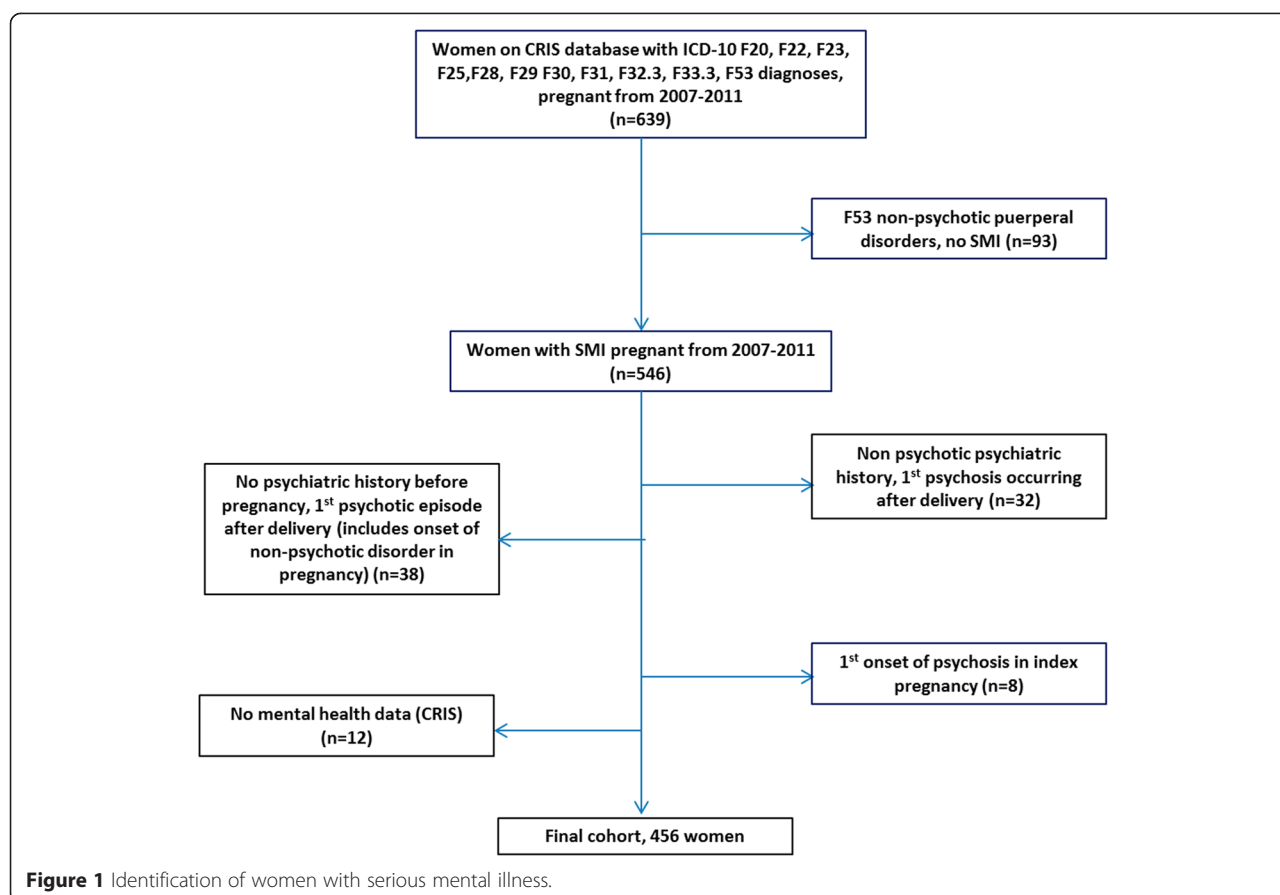 Women on CRIS database with ICD-10 F20, F22, F23,
F25,F28, F29 F30, F31, F32.3, F33.3, F53 diagnoses,
pregnant from 2007-2011
(n=639)
F53 non-psychotic puerperal
disorders, no SMI (n=93)
Women with SMI pregnant from 2007-2011
(n=546)
No psychiatric history before
pregnancy, 1st psychotic episode
after delivery (includes onset of
non-psychotic disorder in
pregnancy) (n=38)
Non psychotic psychiatric
history, 1st psychosis occurring
after delivery (n=32)
1st onset of psychosis in index
pregnancy (n=8)
No mental health data (CRIS)
(n=12)
Final cohort, 456 women
Figure 1 Identification of women with serious mental illness.